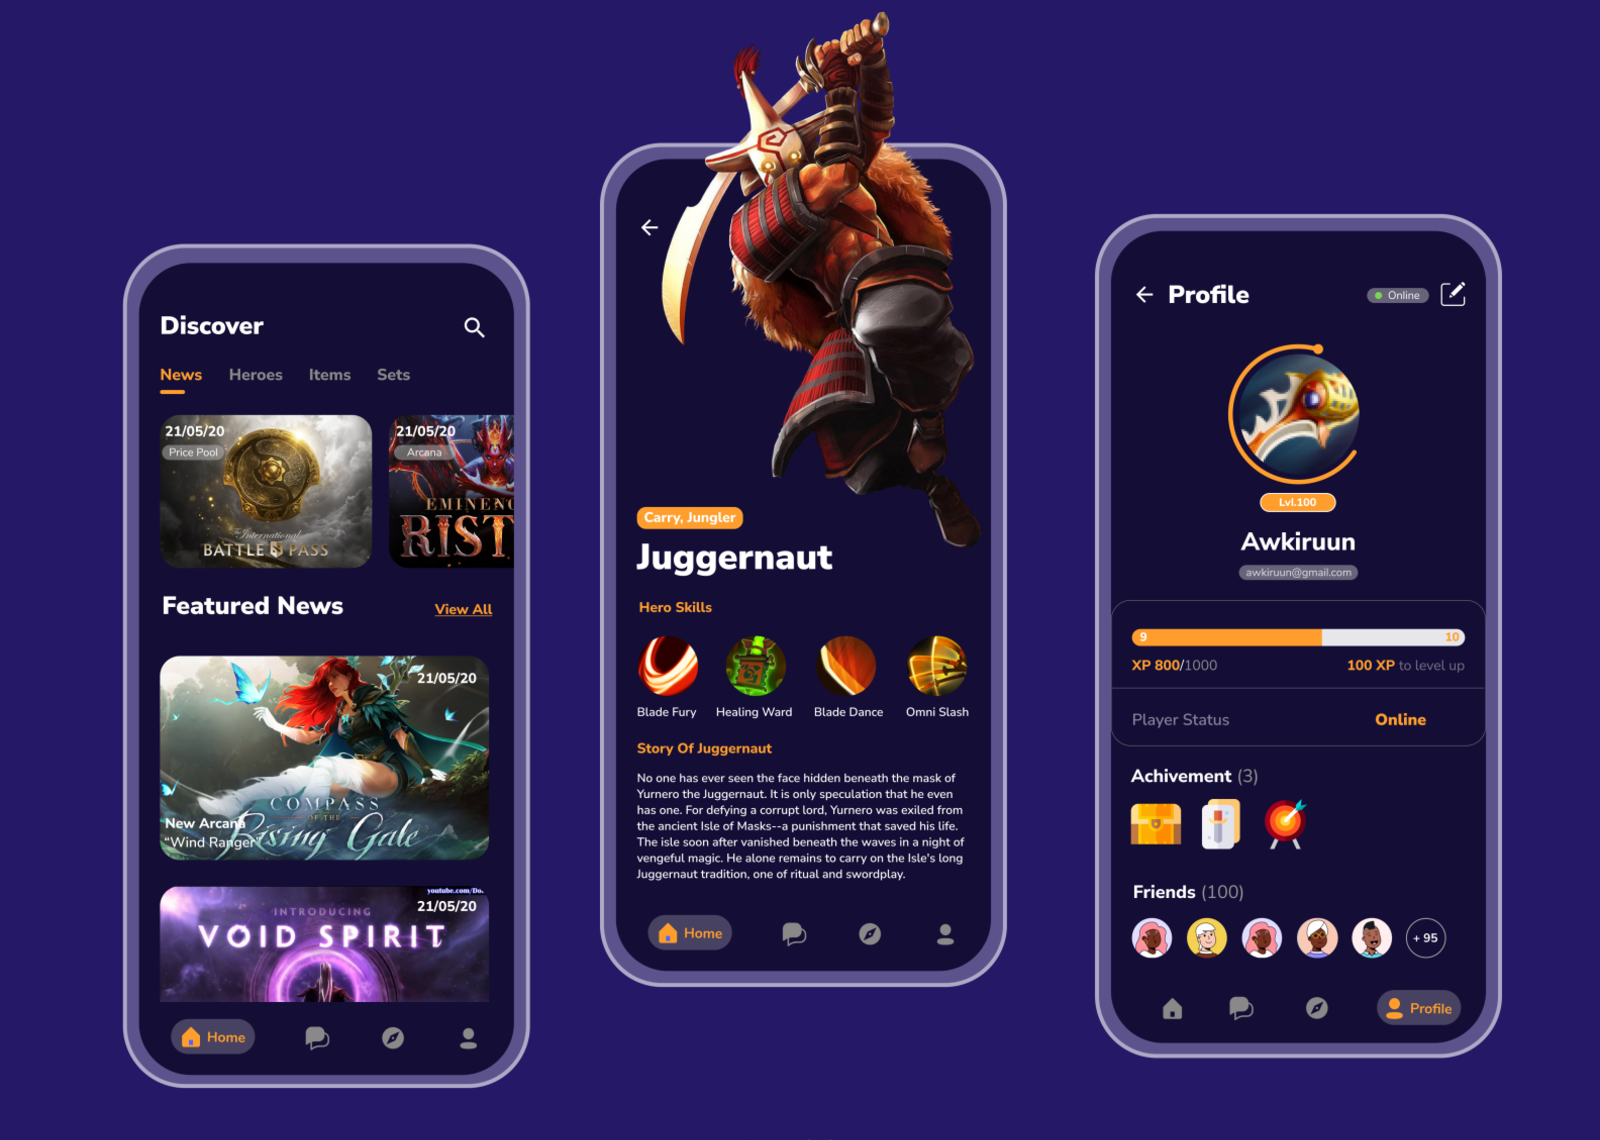 Discover
News Heroes Items Sets
21/05/20
Price Pool
International
BATTLE PASS
21/05/20
Arcana
EMINENC
RIST
Featured News
View All
21/05/20
COMPASS
OF THE
Rising Gale
New Arcana
“Wind Ranger”
youtube.com/Do.
21/05/20
INTRODUCING
VOID SPIRIT
Home
Carry, Jungler
Juggernaut
Hero Skills
Blade Fury Healing Ward Blade Dance Omni Slash
Story Of Juggernaut
No one has ever seen the face hidden beneath the mask of
Yurnero the Juggernaut. It is only speculation that he even
has one. For defying a corrupt lord, Yurnero was exiled from
the ancient Isle of Masks--a punishment that saved his life.
The isle soon after vanished beneath the waves in a night of
vengeful magic. He alone remains to carry on the Isle's long
Juggernaut tradition, one of ritual and swordplay.
Home
Profile
Online
Lvl.100
Awkiruun
awkiruun@gmail.com
9 10
XP 800/1000 100 XP to level up
Player Status Online
Achivement (3)
Friends (100)
+ 95
Profile